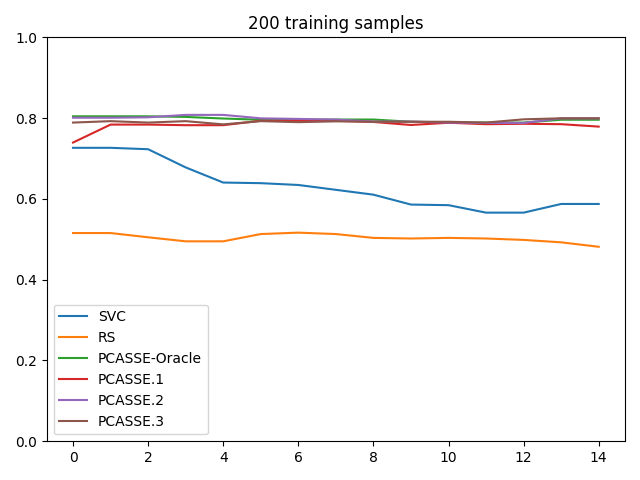 200 training samples
1.0
0.8
0.6
0.4
0.2
0.0
SVC
RS
PCASSE-Oracle
PCASSE.1
PCASSE.2
PCASSE.3
0 2 4 6 8 10 12 14